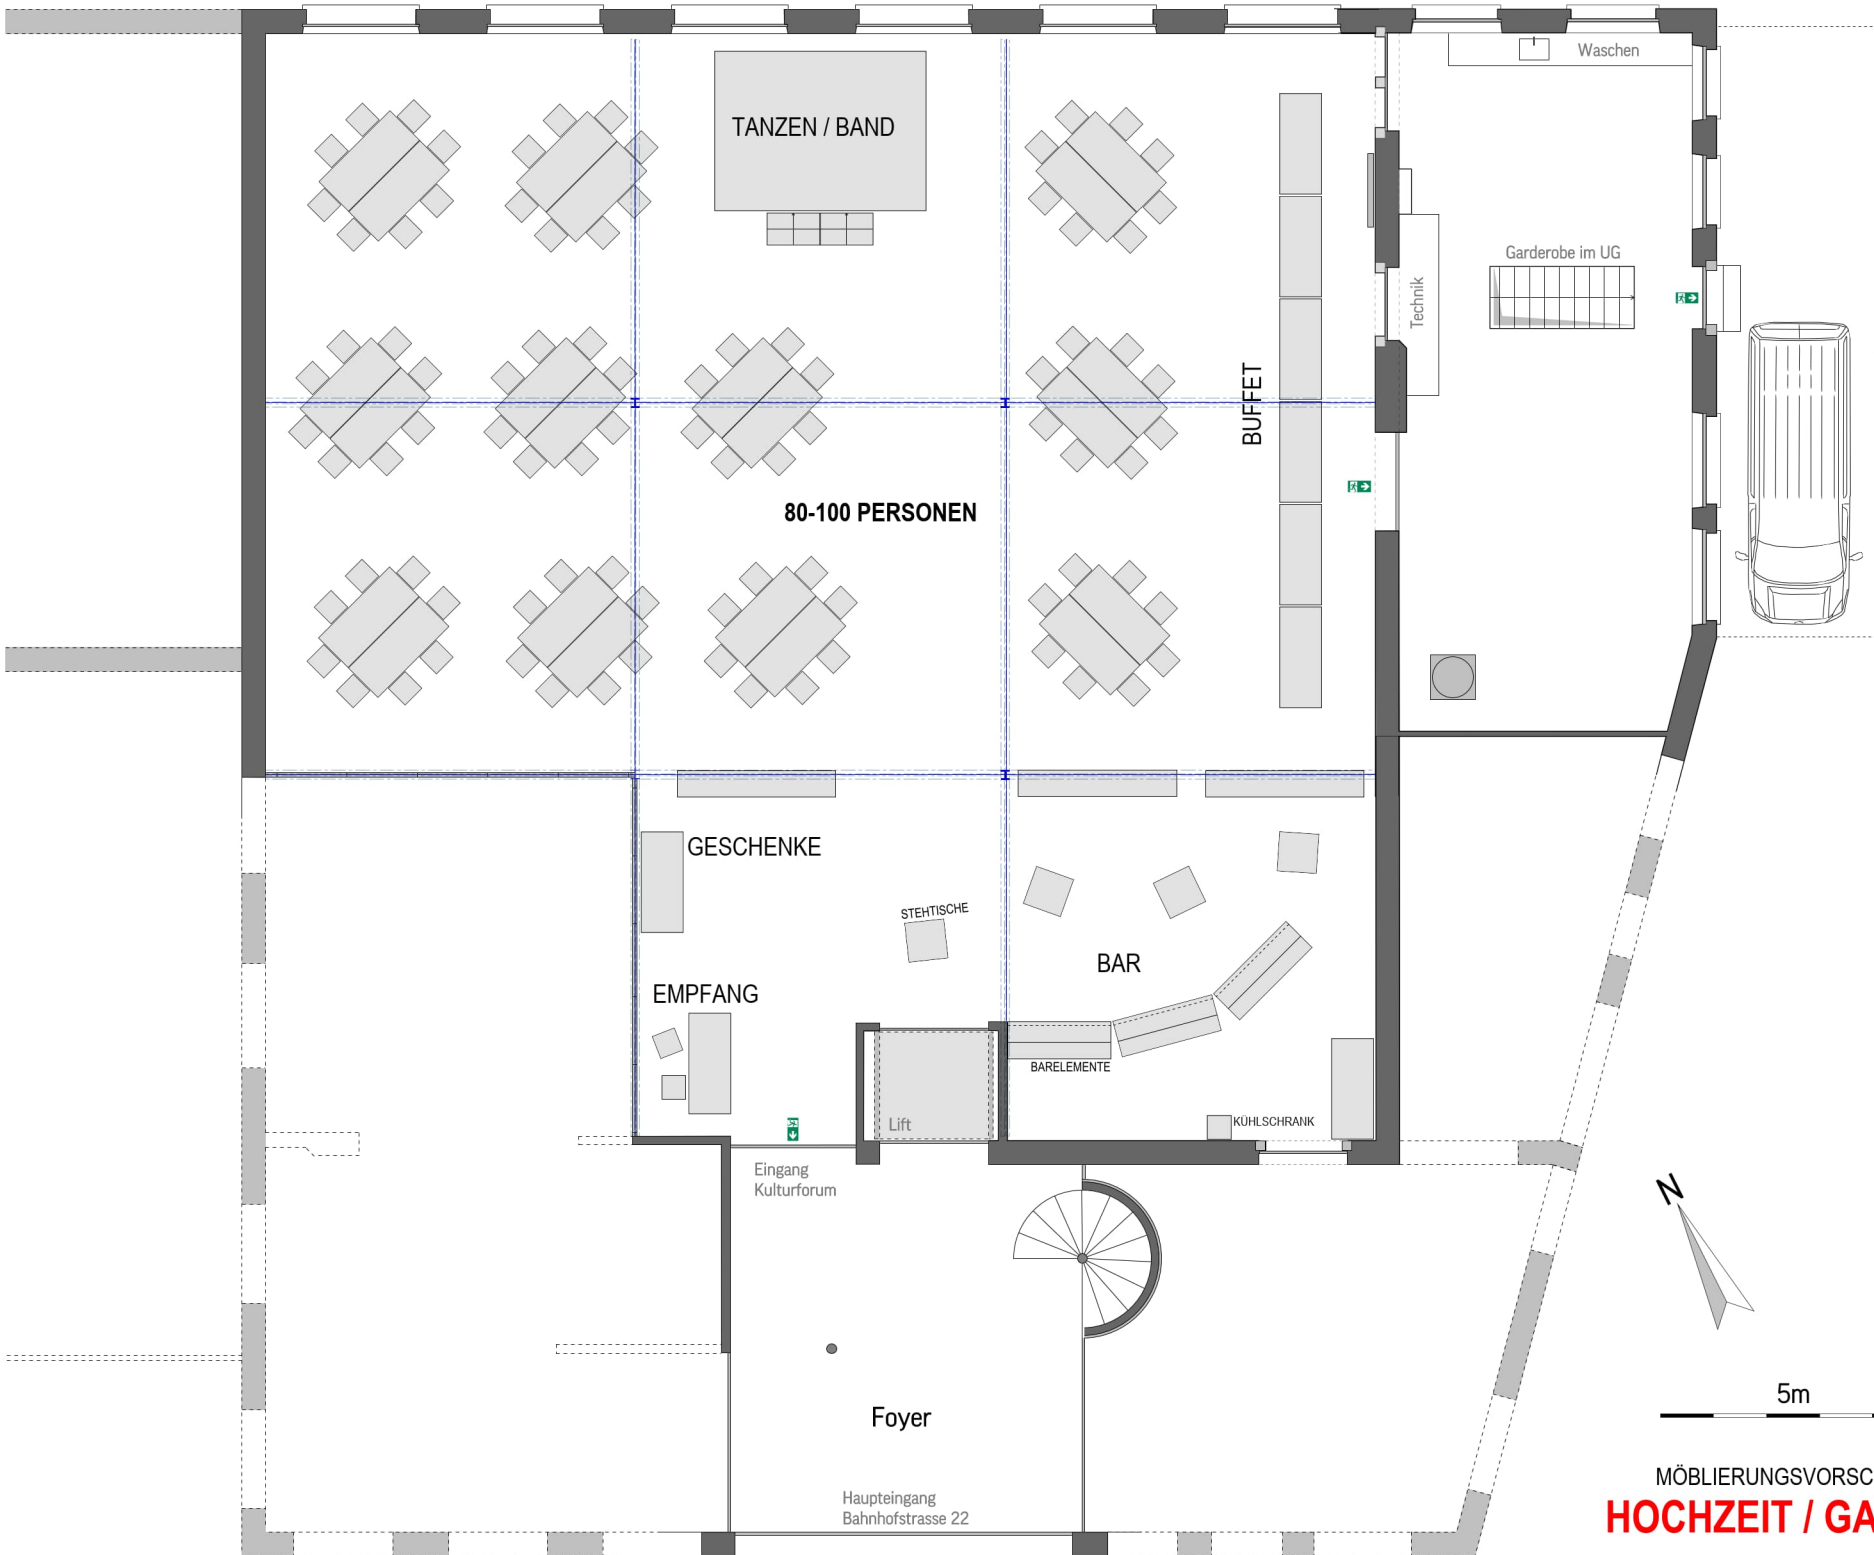 Waschen
TANZEN / BAND
Garderobe im UG
Technik
BUFFET
80-100 PERSONEN
GESCHENKE
STEHTISCHE
BAR
EMPFANG
BARELEMENTE
KÜHLSCHRANK
Lift
Eingang
Kulturforum
N
5m
Foyer
MÖBLIERUNGSVORSC
Haupteingang
Bahnhofstrasse 22
HOCHZEIT / GA